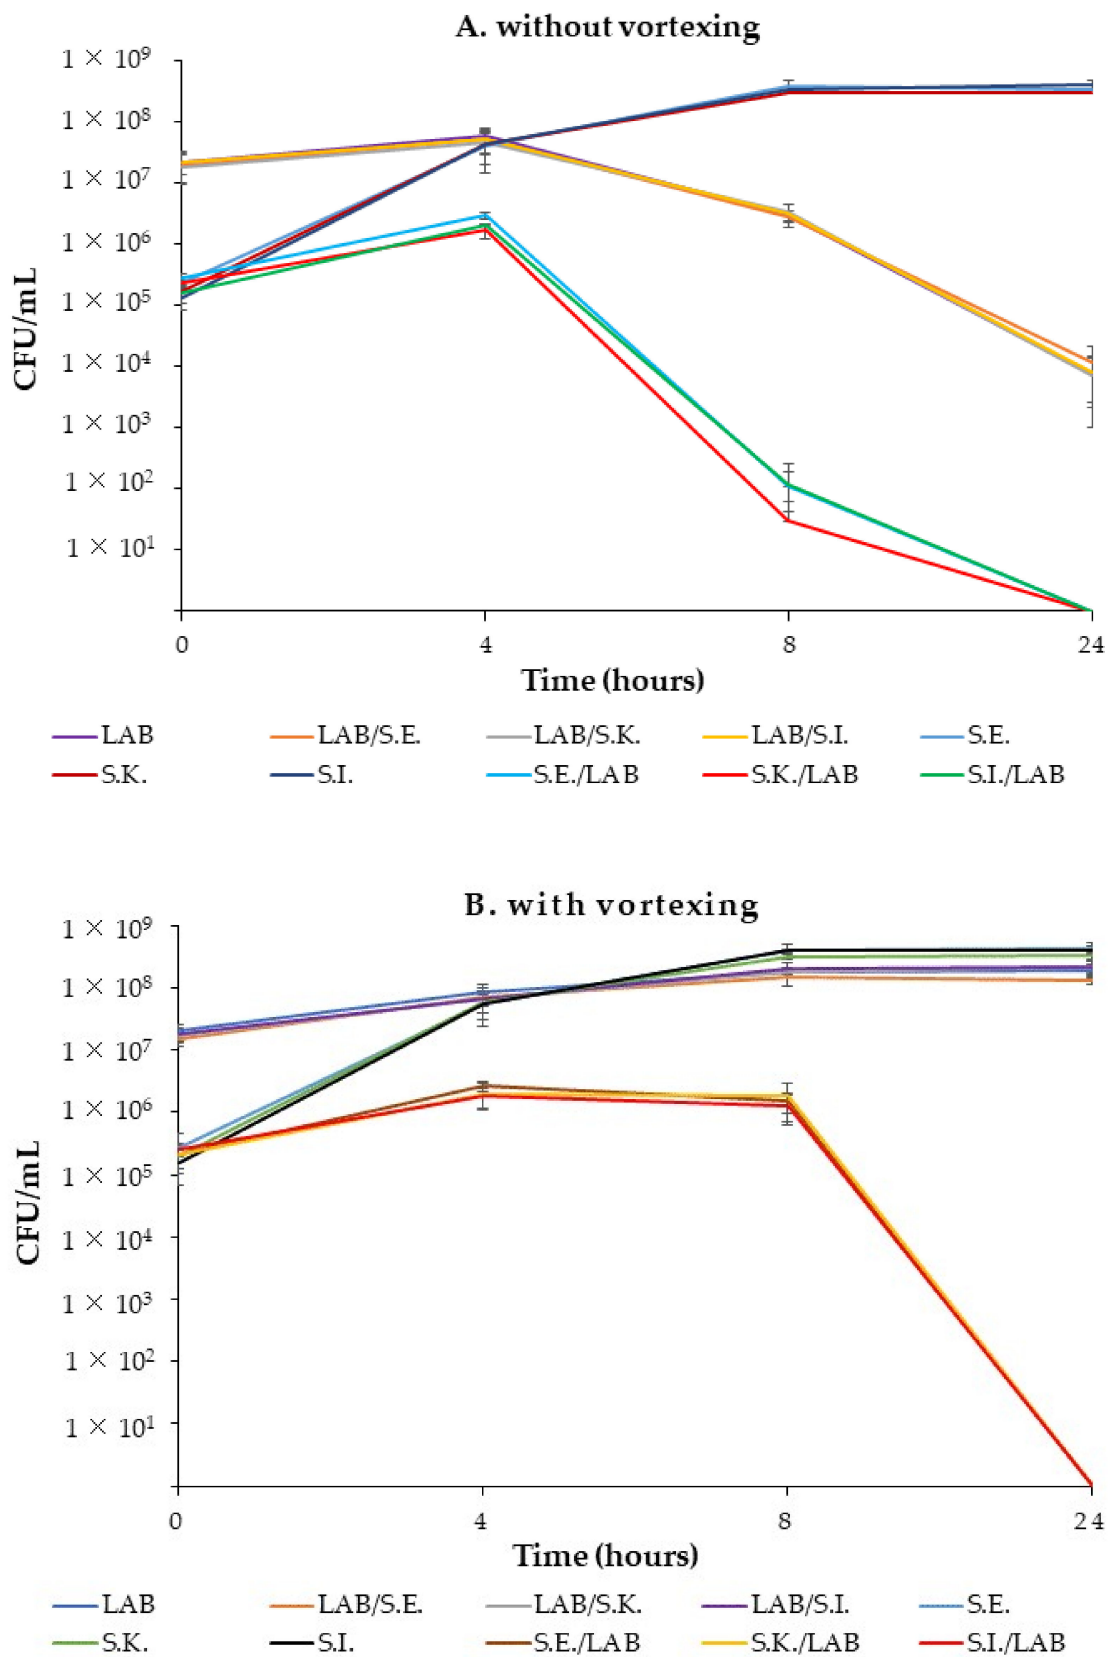 A. without vortexing
1 × 10⁹
1 × 10⁸
1 × 10⁷
1 × 10⁶
1 × 10⁵
1 × 10⁴
1 × 10³
1 × 10²
1 × 10¹
CFU/mL
0 4 8 24
Time (hours)
LAB LAB/S.E. LAB/S.K. LAB/S.I. S.E.
S.K. S.I. S.E./LAB S.K./LAB S.I./LAB
B. with vortexing
1 × 10⁹
1 × 10⁸
1 × 10⁷
1 × 10⁶
1 × 10⁵
1 × 10⁴
1 × 10³
1 × 10²
1 × 10¹
CFU/mL
0 4 8 24
Time (hours)
LAB LAB/S.E. LAB/S.K. LAB/S.I. S.E.
S.K. S.I. S.E./LAB S.K./LAB S.I./LAB